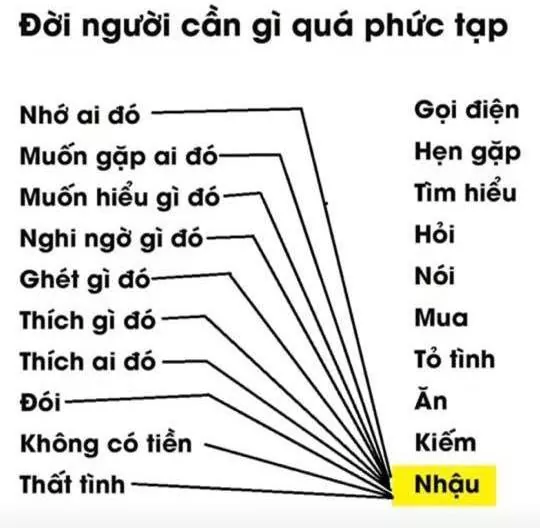 Đời người cần gì quá phức tạp
Nhớ ai đó Gọi điện
Muốn gặp ai đó Hẹn gặp
Muốn hiểu gì đó Tìm hiểu
Nghi ngờ gì đó Hỏi
Ghét gì đó Nói
Thích gì đó Mua
Thích ai đó Tỏ tình
Đói Ăn
Không có tiền Kiếm
Thất tình Nhậu